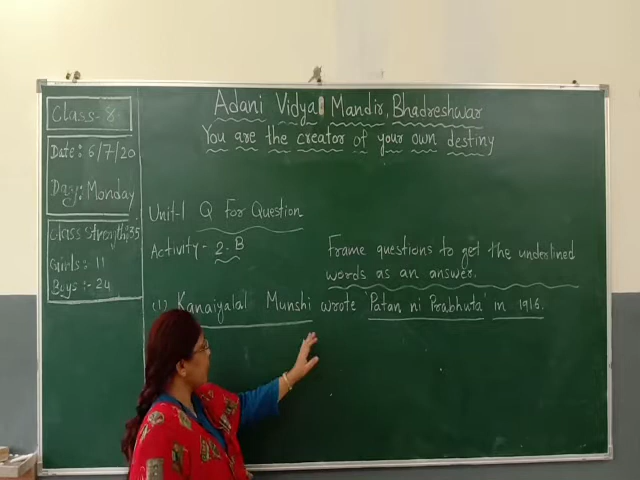 Adani Vidya Mandir, Bhadreshwar
You are the creator of your own destiny
Class- 8
Date: 6/7/20
Day: Monday
Class Strength:35
Girls:- 11
Boys:- 24
Unit-1 Q For Question
Activity- 2-B
Frame questions to get the underlined
words as an answer.
(1) Kanaiyalal Munshi wrote 'Patan ni Prabhuta' in 1916.